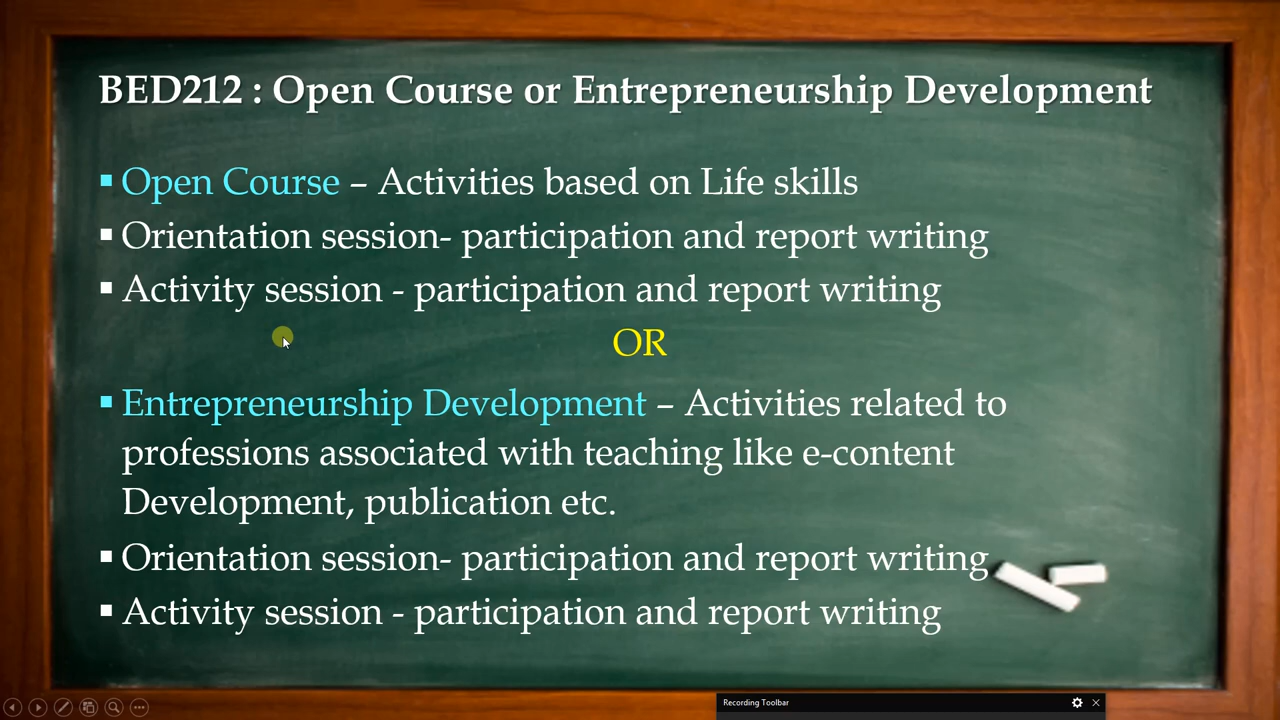 BED212 : Open Course or Entrepreneurship Development
▪ Open Course – Activities based on Life skills
▪ Orientation session- participation and report writing
▪ Activity session - participation and report writing
OR
▪ Entrepreneurship Development – Activities related to
professions associated with teaching like e-content
Development, publication etc.
▪ Orientation session- participation and report writing
▪ Activity session - participation and report writing
Recording Toolbar